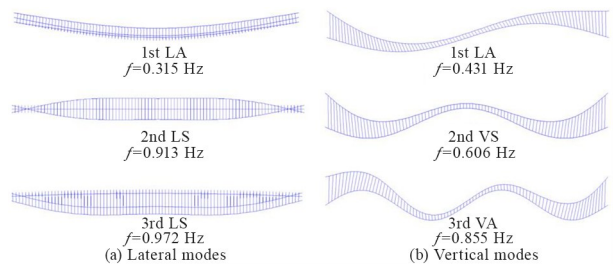 1st LA
f=0.315 Hz
2nd LS
f=0.913 Hz
3rd LS
f=0.972 Hz
(a) Lateral modes
1st LA
f=0.431 Hz
2nd VS
f=0.606 Hz
3rd VA
f=0.855 Hz
(b) Vertical modes